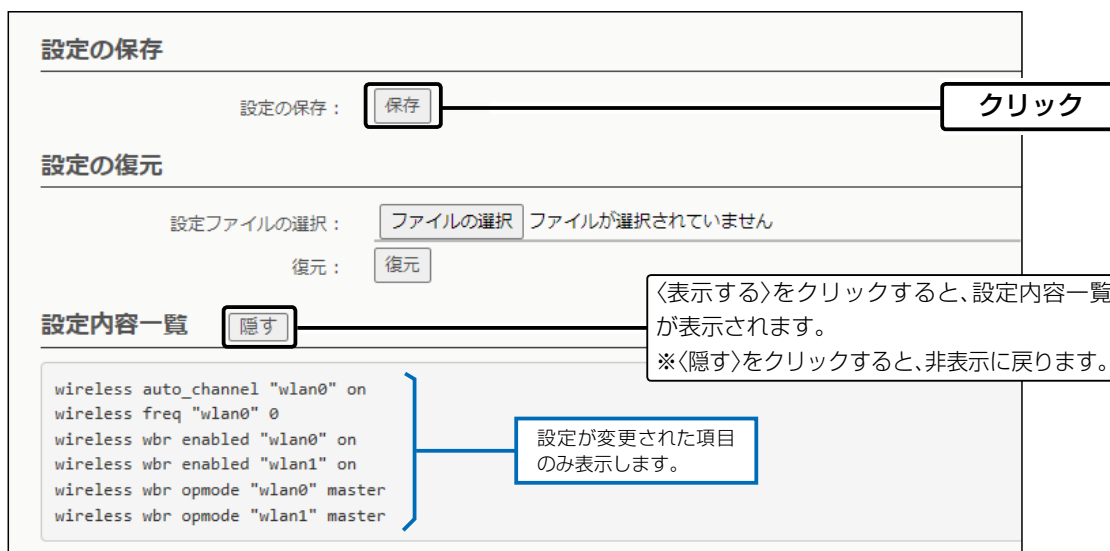 設定の保存
設定の保存： 保存
クリック
設定の復元
設定ファイルの選択： ファイルの選択 ファイルが選択されていません
復元： 復元
〈表示する〉をクリックすると、設定内容一覧
が表示されます。
※〈隠す〉をクリックすると、非表示に戻ります。
設定内容一覧 隠す
wireless auto_channel "wlan0" on
wireless freq "wlan0" 0
wireless wbr enabled "wlan0" on
wireless wbr enabled "wlan1" on
wireless wbr opmode "wlan0" master
wireless wbr opmode "wlan1" master
設定が変更された項目
のみ表示します。